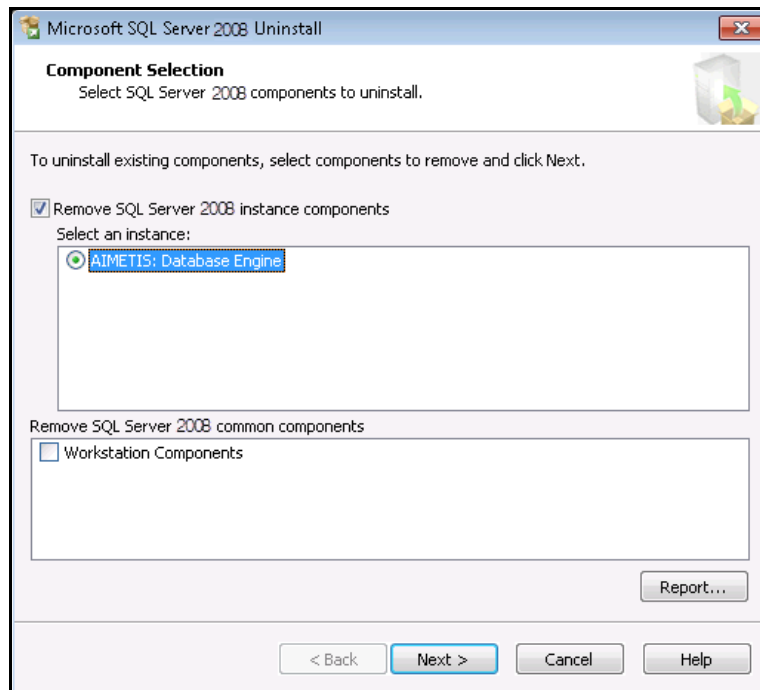 Microsoft SQL Server 2008 Uninstall
Component Selection
Select SQL Server 2008 components to uninstall.
To uninstall existing components, select components to remove and click Next.
Remove SQL Server 2008 instance components
Select an instance:
AIMETIS: Database Engine
Remove SQL Server 2008 common components
Workstation Components
Report...
< Back Next > Cancel Help